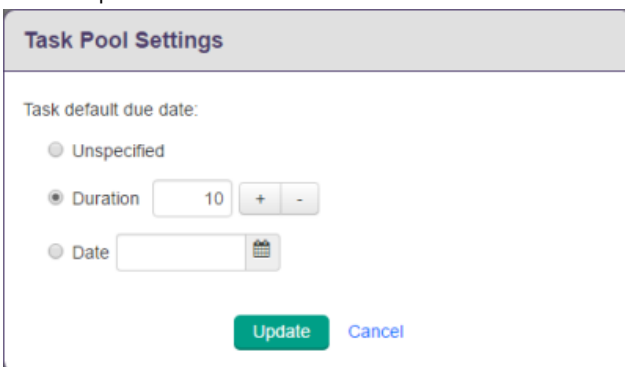 Task Pool Settings
Task default due date:
Unspecified
Duration 10 + -
Date
Update Cancel